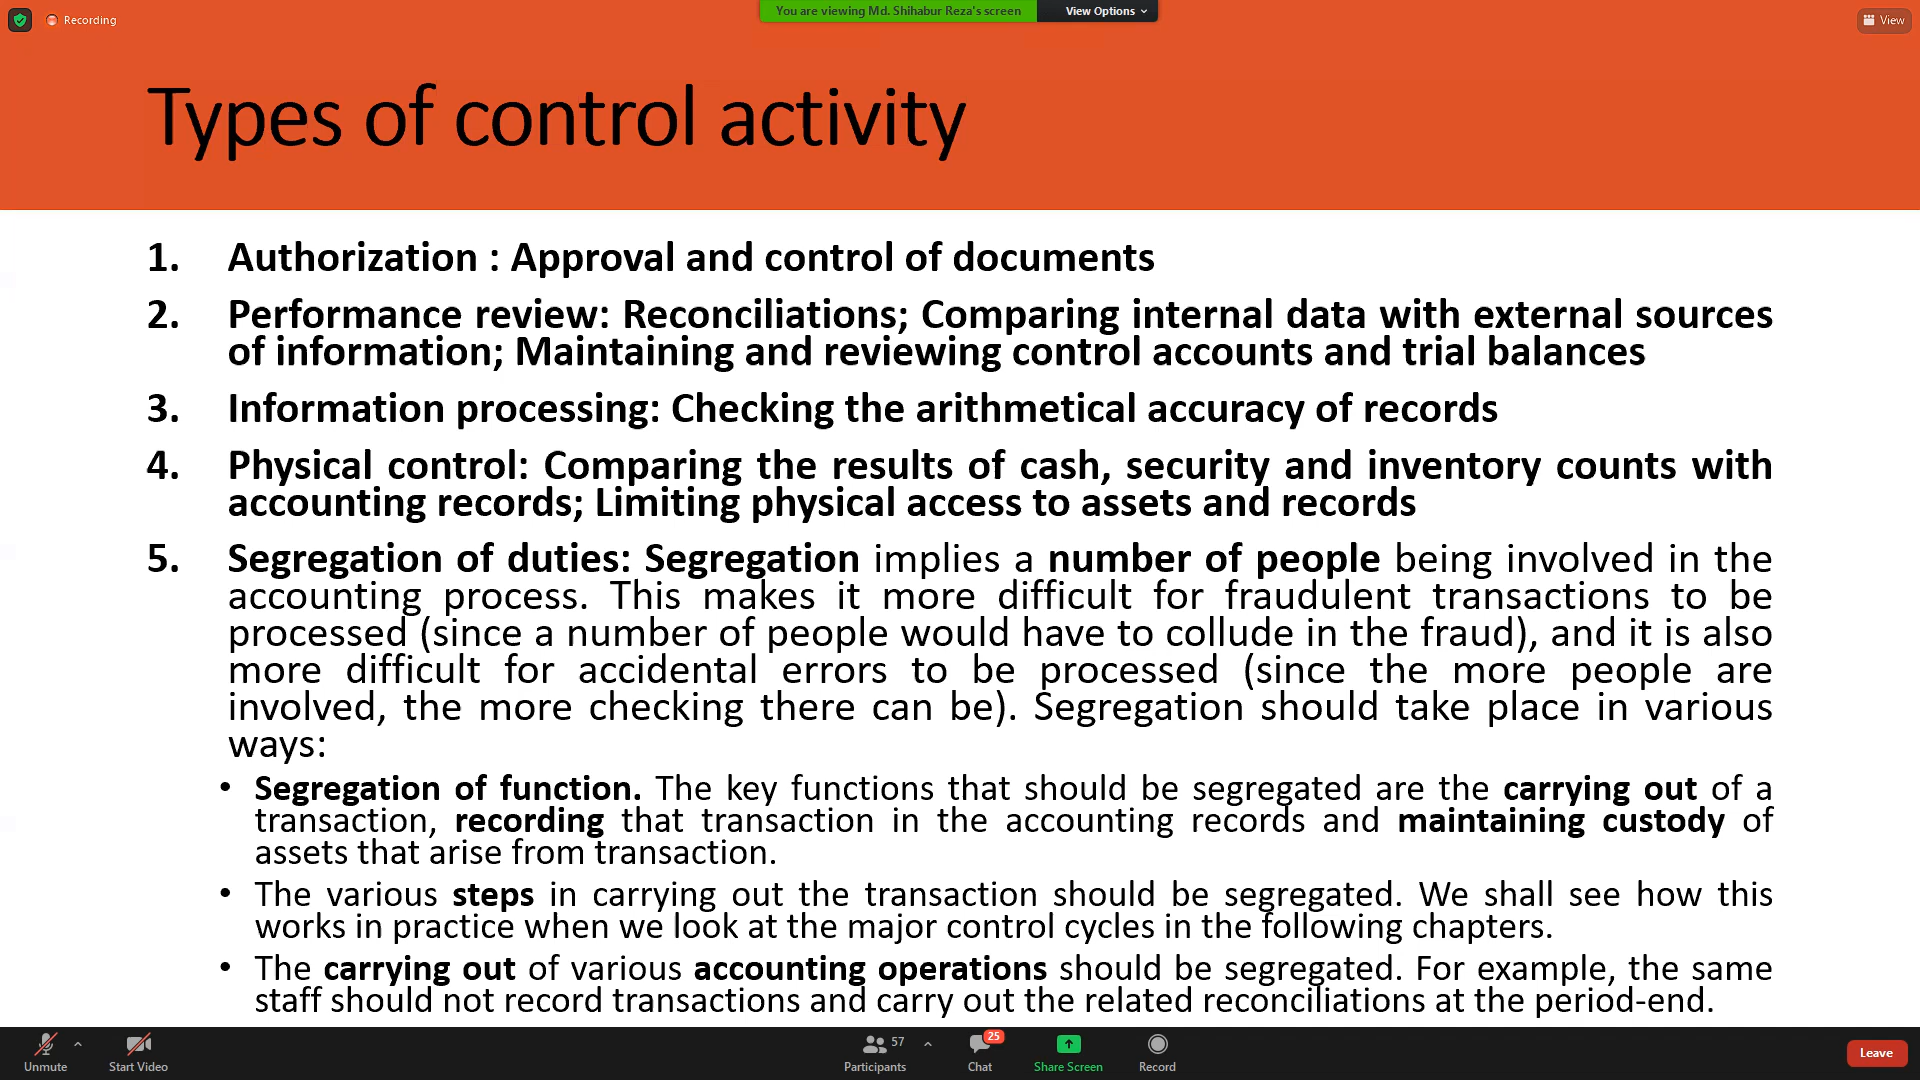 Recording
You are viewing Md. Shihabur Reza's screen
View Options
View
Types of control activity
1. Authorization : Approval and control of documents
2. Performance review: Reconciliations; Comparing internal data with external sources
of information; Maintaining and reviewing control accounts and trial balances
3. Information processing: Checking the arithmetical accuracy of records
4. Physical control: Comparing the results of cash, security and inventory counts with
accounting records; Limiting physical access to assets and records
5. Segregation of duties: Segregation implies a number of people being involved in the
accounting process. This makes it more difficult for fraudulent transactions to be
processed (since a number of people would have to collude in the fraud), and it is also
more difficult for accidental errors to be processed (since the more people are
involved, the more checking there can be). Segregation should take place in various
ways:
• Segregation of function. The key functions that should be segregated are the carrying out of a
transaction, recording that transaction in the accounting records and maintaining custody of
assets that arise from transaction.
• The various steps in carrying out the transaction should be segregated. We shall see how this
works in practice when we look at the major control cycles in the following chapters.
• The carrying out of various accounting operations should be segregated. For example, the same
staff should not record transactions and carry out the related reconciliations at the period-end.
Unmute
Start Video
57
Participants
25
Chat
Share Screen
Record
Leave